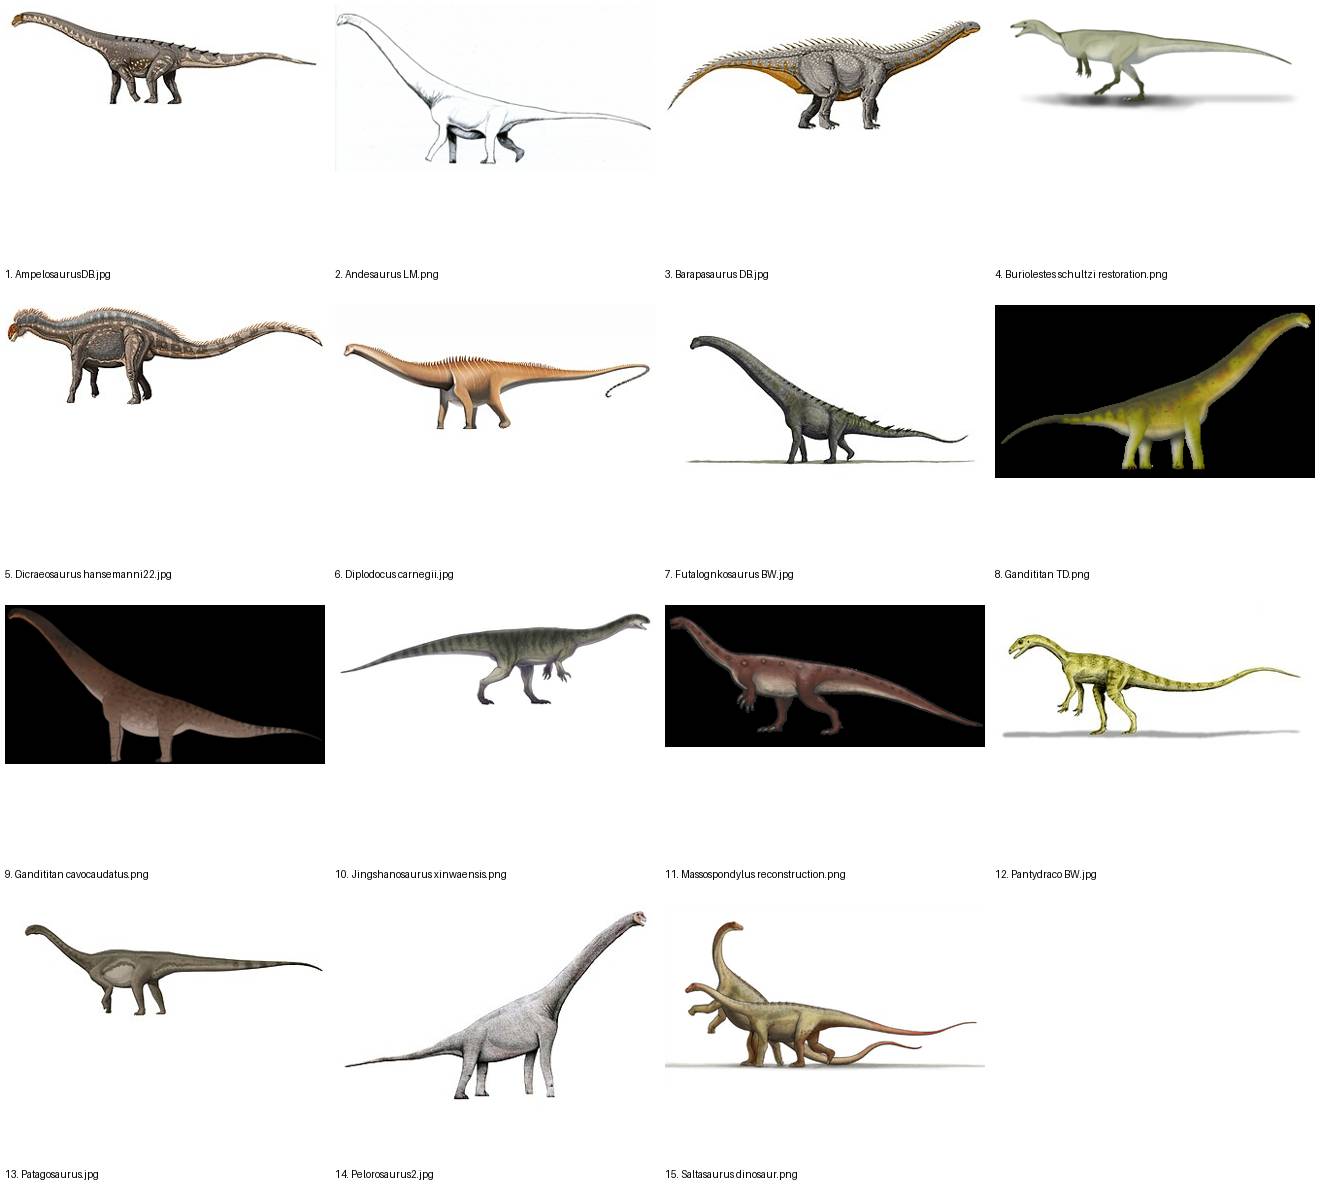 1. AmpelosaurusDB.jpg
2. Andesaurus LM.png
3. Barapasaurus DB.jpg
4. Buriolestes schultzi restoration.png
5. Dicraeosaurus hansemanni22.jpg
6. Diplodocus carnegii.jpg
7. Futalognkosaurus BW.jpg
8. Gandititan TD.png
9. Gandititan cavocaudatus.png
10. Jingshanosaurus xinwaensis.png
11. Massospondylus reconstruction.png
12. Pantydraco BW.jpg
13. Patagosaurus.jpg
14. Pelorosaurus2.jpg
15. Saltasaurus dinosaur.png